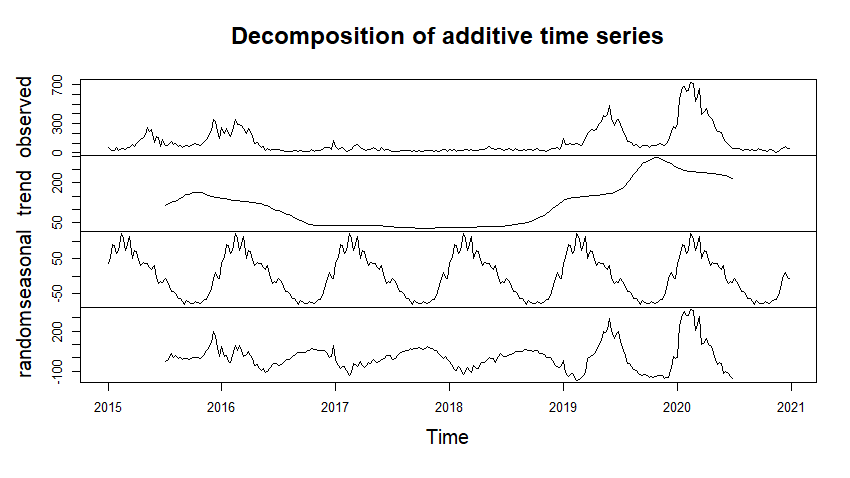 Decomposition of additive time series
observed
0
300
700
trend
50
200
seasonal
-50
50
random
-100
200
2015 2016 2017 2018 2019 2020 2021
Time